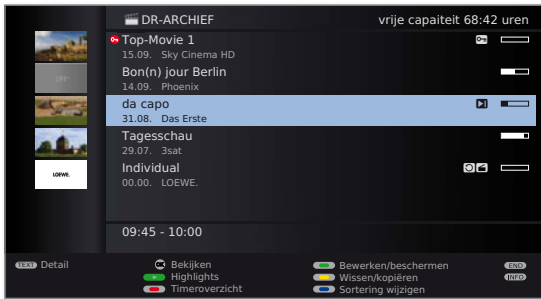 DR-ARCHIEF vrije capaiteit 68:42 uren
Top-Movie 1
15.09. Sky Cinema HD
Bon(n) jour Berlin
14.09. Phoenix
da capo
31.08. Das Erste
Tagesschau
29.07. 3sat
Individual
00.00. LOEWE.
LOEWE.
09:45 - 10:00
TEXT Detail OK Bekijken Bewerken/beschermen END
Highlights Wissen/kopiëren INFO
Timeroverzicht Sortering wijzigen